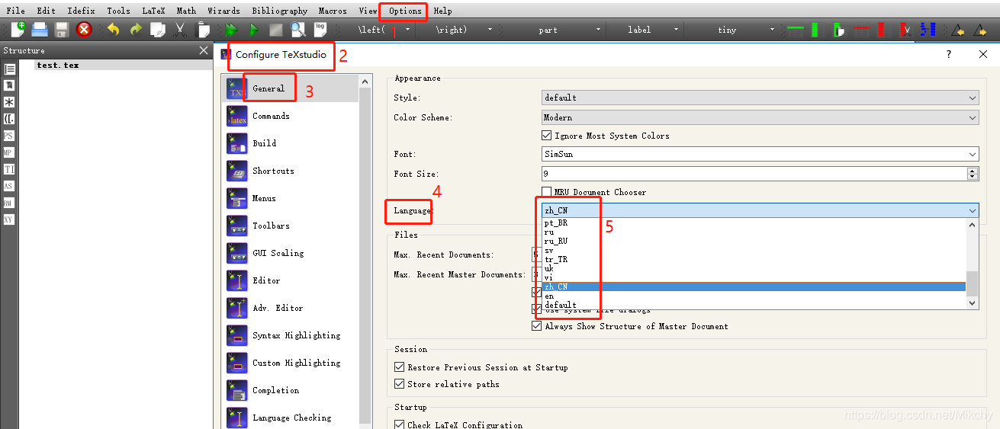 File Edit Idefix Tools LaTeX Math Wizards Bibliography Macros View Options Help
log \left( 1 \right) part label tiny
Structure
test.tex
Configure TeXstudio 2 ?
General 3
Commands
Build
Shortcuts
Menus
Toolbars
GUI Scaling
Editor
Adv. Editor
Syntax Highlighting
Custom Highlighting
Completion
Language Checking
PS
MP
TI
AS
BM
XY
Appearance
Style: default
Color Scheme: Modern
Ignore Most System Colors
Font: SimSun
Font Size: 9
MRU Document Chooser
4
Language: zh_CN
pt_BR 5
ru
ru_RU
sv
tr_TR
uk
vi
zh_CN
en
default
Files
Max. Recent Documents:
Max. Recent Master Documents:
Use system file dialogs
Always Show Structure of Master Document
Session
Restore Previous Session at Startup
Store relative paths
Startup
Check LaTeX Configuration
https://blog.csdn.net/Mikchy